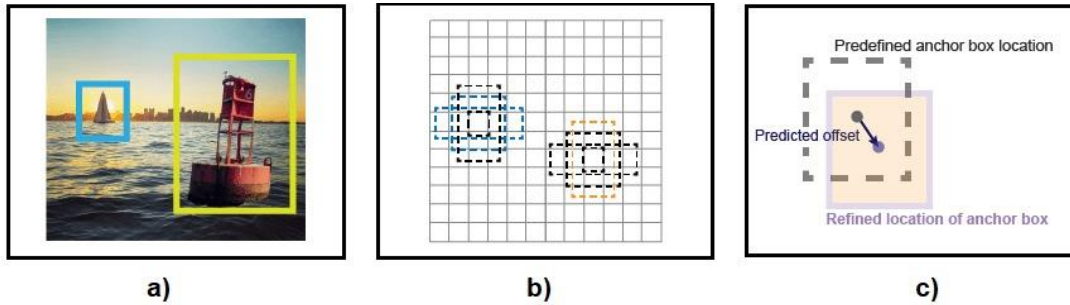 Predefined anchor box location
Predicted offset
Refined location of anchor box
a)
b)
c)